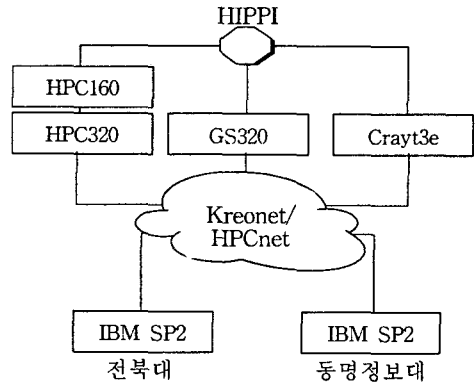 HIPPI
HPC160
HPC320
GS320
Crayt3e
Kreonet/
HPCnet
IBM SP2
IBM SP2
전북대
동명정보대